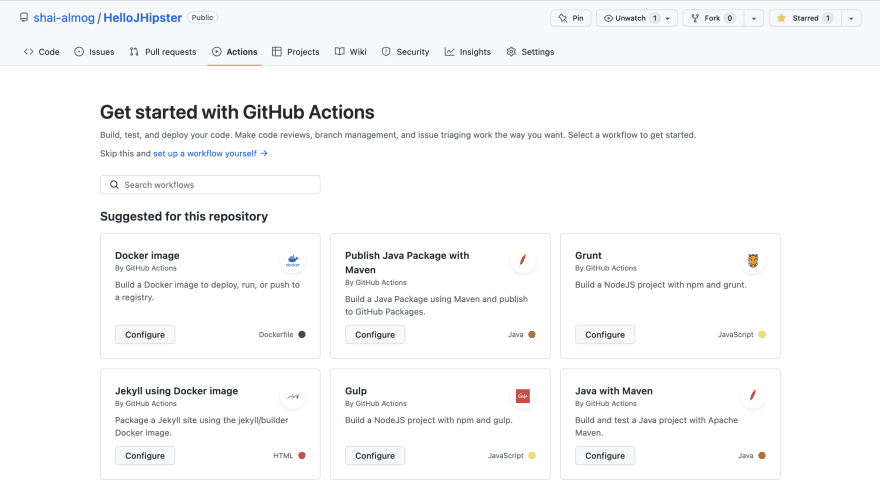 shai-almog / HelloJHipster Public
Pin
Unwatch 1
Fork 0
Starred 1
Code
Issues
Pull requests
Actions
Projects
Wiki
Security
Insights
Settings
Get started with GitHub Actions
Build, test, and deploy your code. Make code reviews, branch management, and issue triaging work the way you want. Select a workflow to get started.
Skip this and set up a workflow yourself →
Search workflows
Suggested for this repository
Docker image
By GitHub Actions
docker
Build a Docker image to deploy, run, or push to
a registry.
Configure
Dockerfile
Publish Java Package with
Maven
By GitHub Actions
Build a Java Package using Maven and publish
to GitHub Packages.
Configure
Java
Grunt
By GitHub Actions
Build a NodeJS project with npm and grunt.
Configure
JavaScript
Jekyll using Docker image
By GitHub Actions
Package a Jekyll site using the jekyll/builder
Docker image.
Configure
HTML
Gulp
By GitHub Actions
Gulp
Build a NodeJS project with npm and gulp.
Configure
JavaScript
Java with Maven
By GitHub Actions
Build and test a Java project with Apache
Maven.
Configure
Java